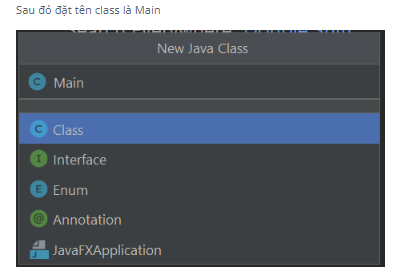 Sau đó đặt tên class là Main
New Java Class
Main
Class
Interface
Enum
Annotation
JavaFXApplication